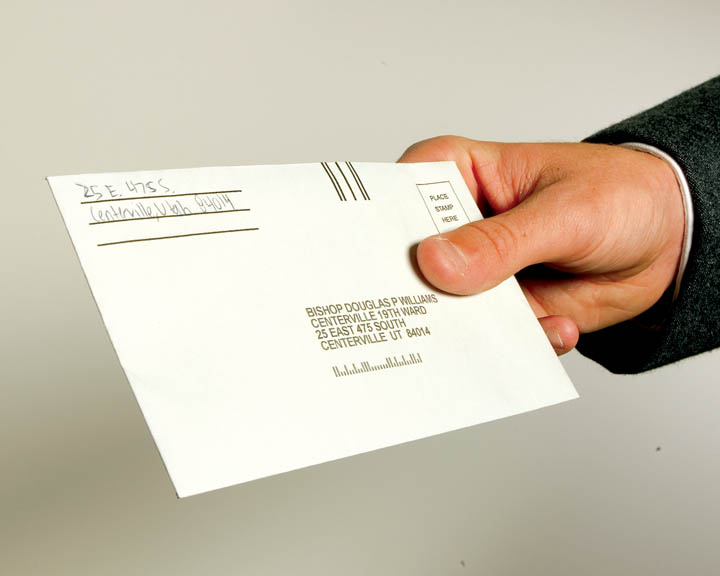 25 E. 475 S.
Centerville, Utah 84014
PLACE
STAMP
HERE
BISHOP DOUGLAS P WILLIAMS
CENTERVILLE 19TH WARD
25 EAST 475 SOUTH
CENTERVILLE UT 84014